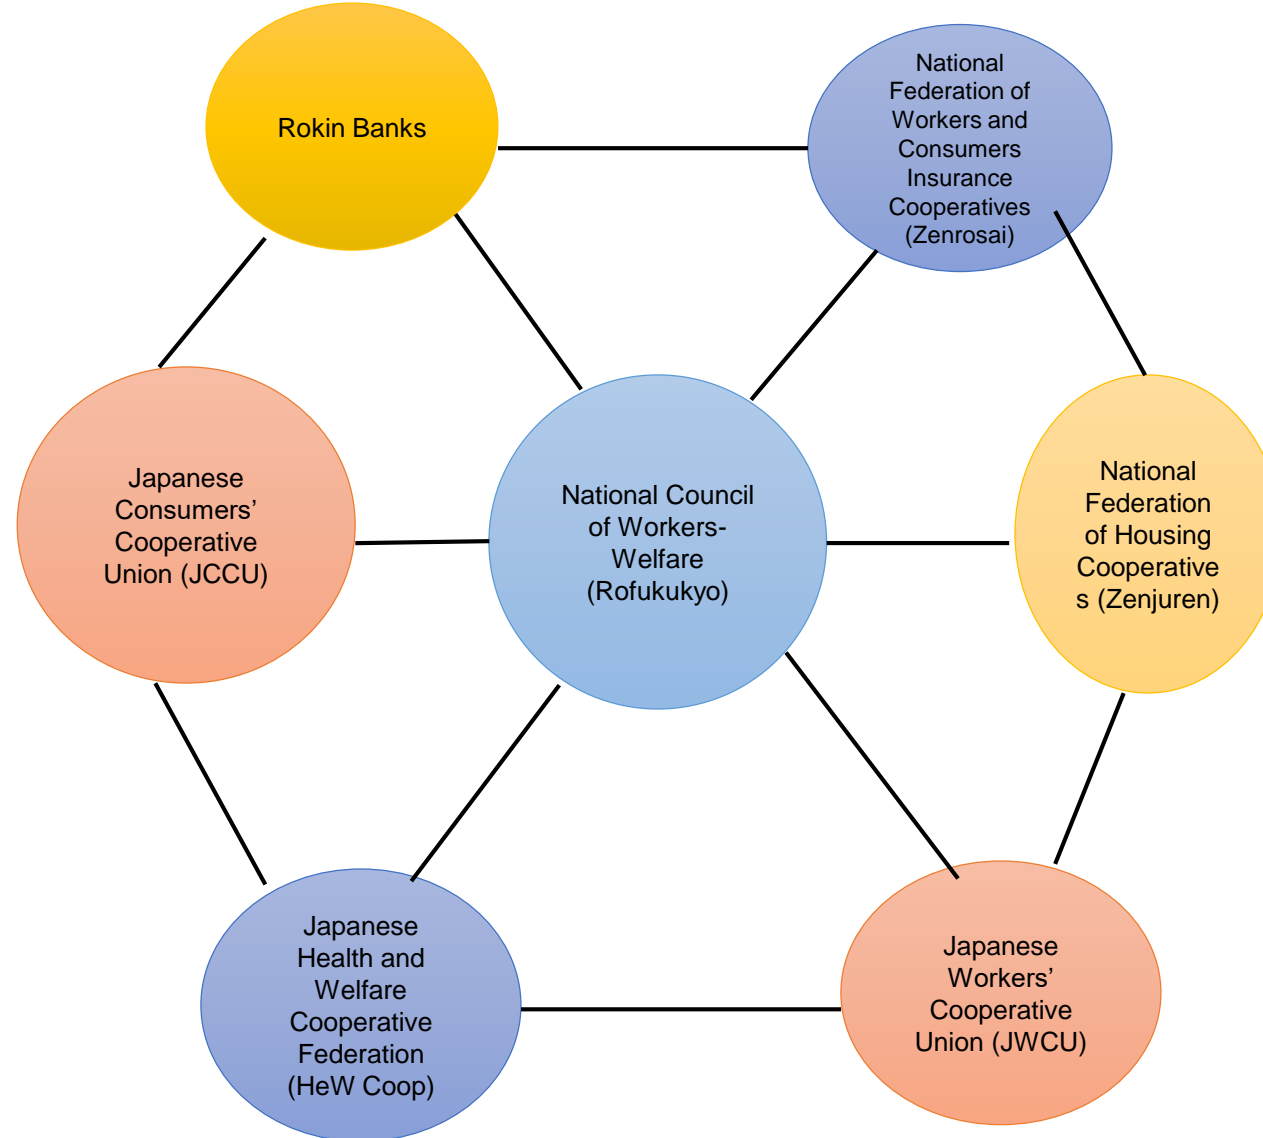 Rokin Banks
National
Federation of
Workers and
Consumers
Insurance
Cooperatives
(Zenrosai)
Japanese
Consumers’
Cooperative
Union (JCCU)
National Council
of Workers-
Welfare
(Rofukukyo)
National
Federation
of Housing
Cooperative
s (Zenjuren)
Japanese
Health and
Welfare
Cooperative
Federation
(HeW Coop)
Japanese
Workers’
Cooperative
Union (JWCU)